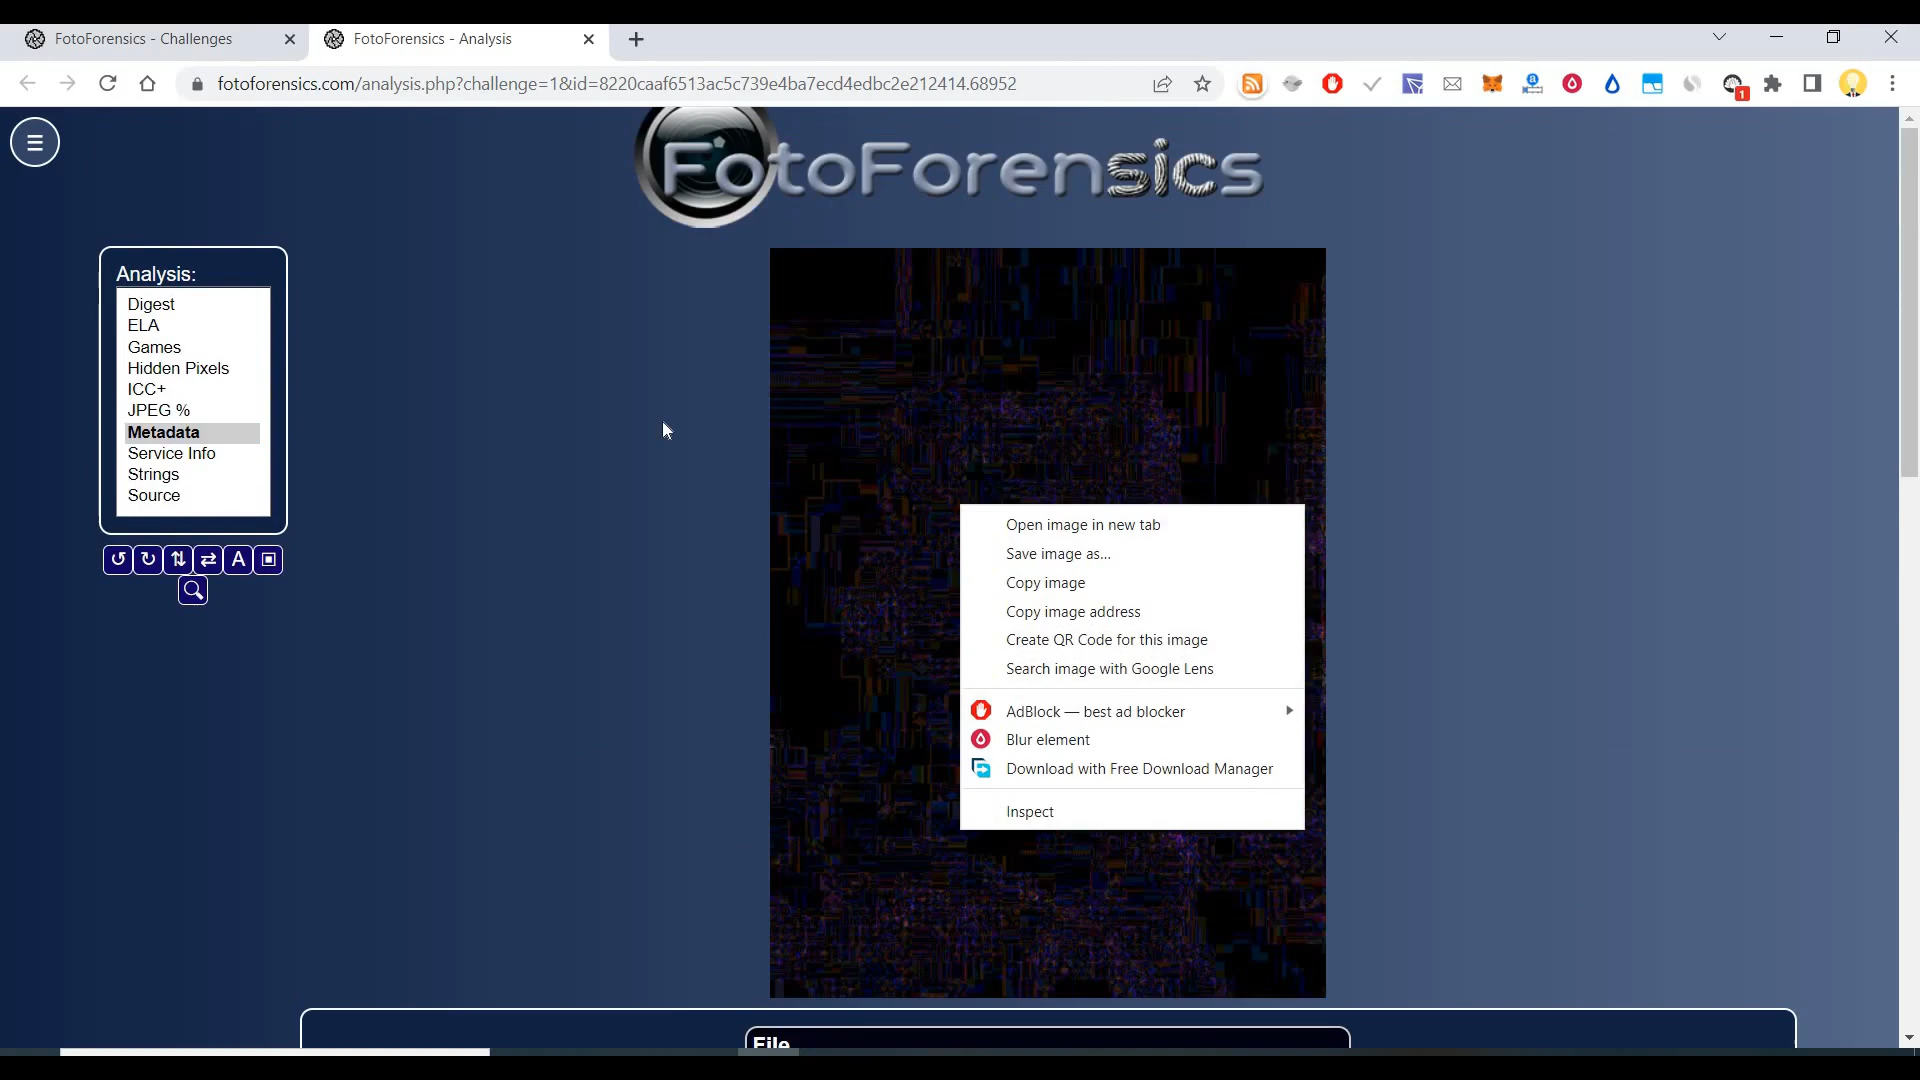 FotoForensics - Challenges
FotoForensics - Analysis
fotoforensics.com/analysis.php?challenge=1&id=8220caaf6513ac5c739e4ba7ecd4edbc2e212414.68952
1
FotoForensics
Analysis:
Digest
ELA
Games
Hidden Pixels
ICC+
JPEG %
Metadata
Service Info
Strings
Source
A
Open image in new tab
Save image as...
Copy image
Copy image address
Create QR Code for this image
Search image with Google Lens
AdBlock — best ad blocker
Blur element
Download with Free Download Manager
Inspect
File